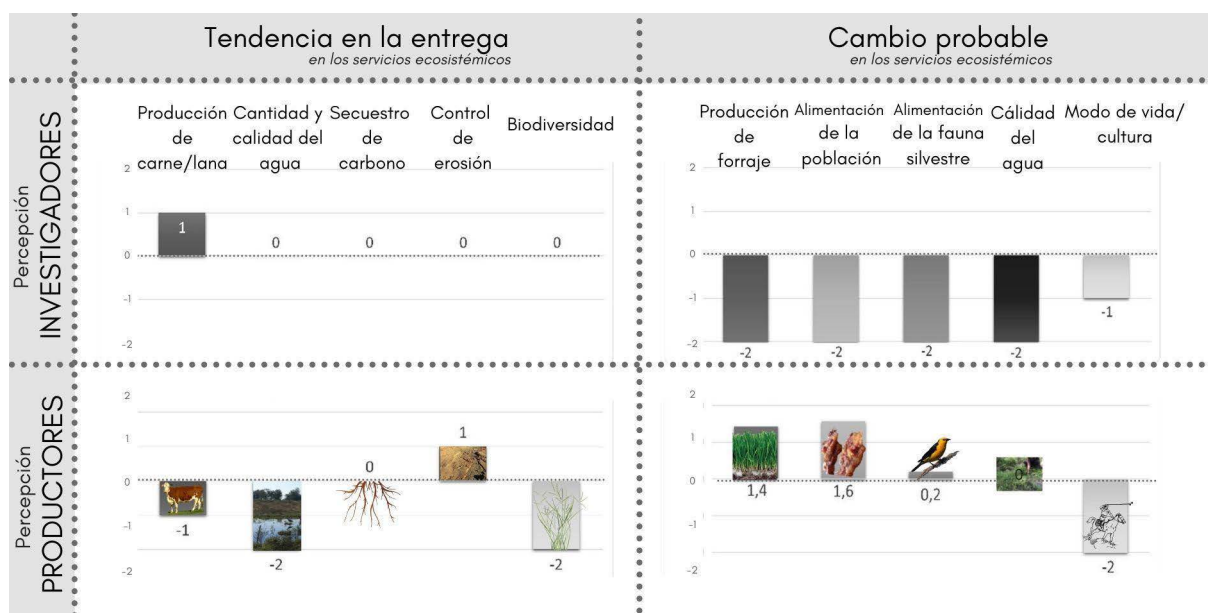 Tendencia en la entrega
en los servicios ecosistémicos
Cambio probable
en los servicios ecosistémicos
Percepción
INVESTIGADORES
Producción
de
carne/lana
Cantidad y
calidad del
agua
Secuestro
de
carbono
Control
de
erosión
Biodiversidad
2
1
0
-1
-2
1
0
0
0
0
Producción
de
forraje
Alimentación
de la
población
Alimentación
de la fauna
silvestre
Cálidad
del
agua
Modo de vida/
cultura
2
1
0
-1
-2
-2
-2
-2
-2
-1
Percepción
PRODUCTORES
2
1
0
-1
-2
-1
-2
0
1
-2
2
1
0
-1
-2
1,4
1,6
0,2
0
-2